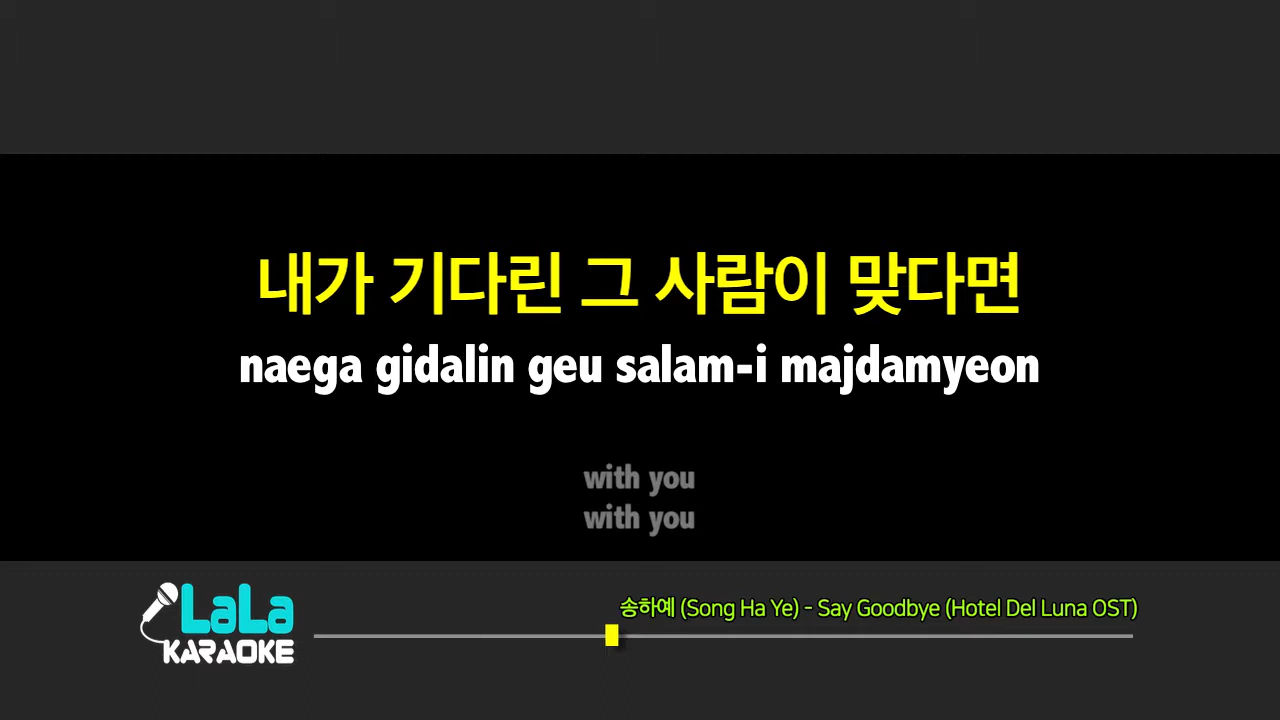 내가 기다린 그 사람이 맞다면
naega gidalin geu salam-i majdamyeon
with you
with you
송하예 (Song Ha Ye) - Say Goodbye (Hotel Del Luna OST)
LaLa
KARAOKE